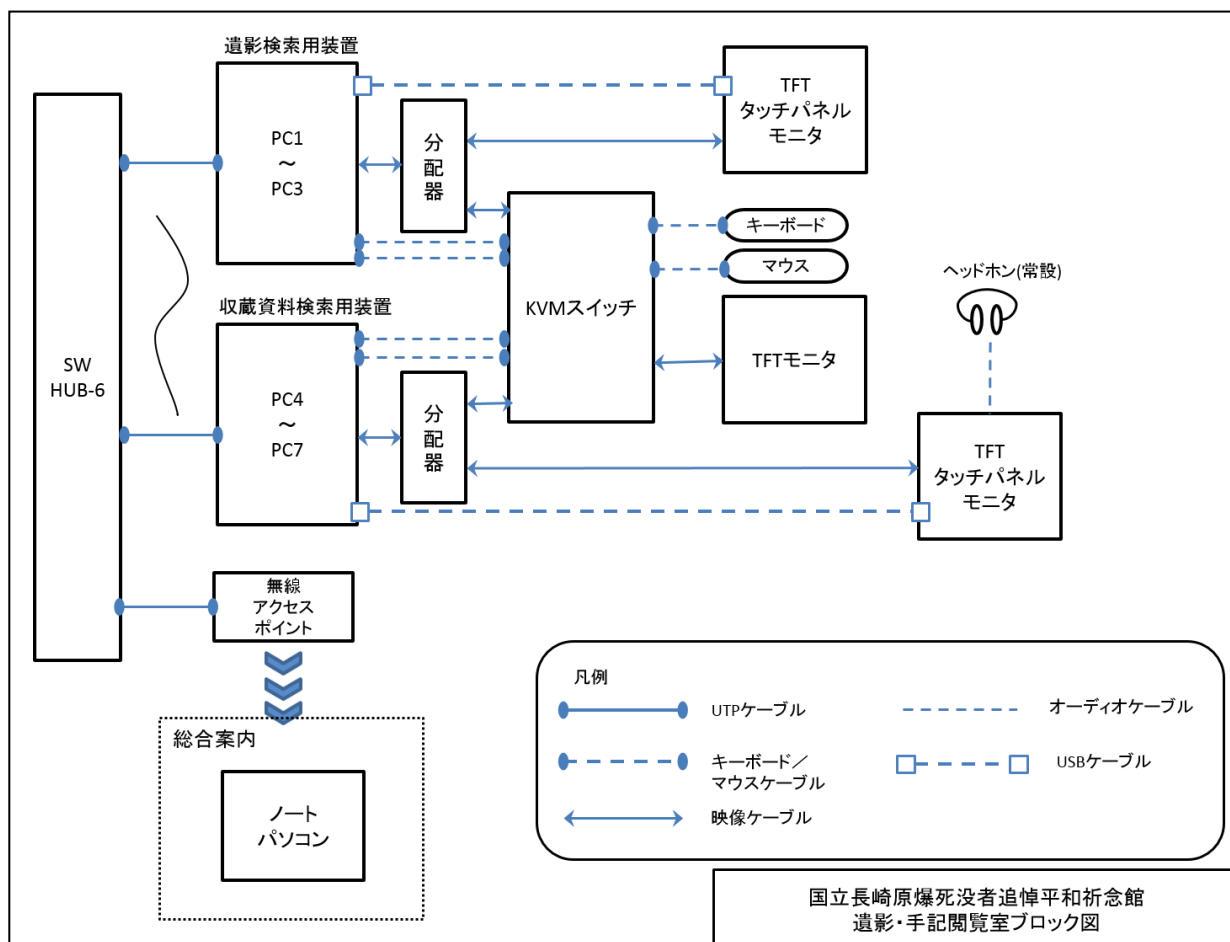 遺影検索用装置
PC1
～
PC3
分
配
器
TFT
タッチパネル
モニタ
キーボード
マウス
KVMスイッチ
TFTモニタ
ヘッドホン(常設)
SW
HUB-6
収蔵資料検索用装置
PC4
～
PC7
分
配
器
TFT
タッチパネル
モニタ
無線
アクセス
ポイント
総合案内
ノート
パソコン
凡例
UTPケーブル
オーディオケーブル
キーボード／
マウスケーブル
USBケーブル
映像ケーブル
国立長崎原爆死没者追悼平和祈念館
遺影・手記閲覧室ブロック図